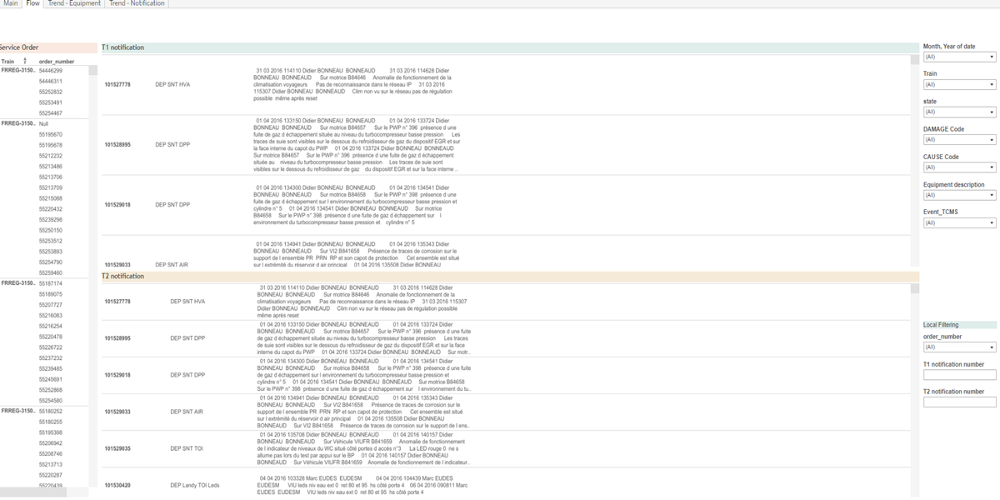 Main Flow Trend - Equipment Trend - Notification
Service Order
Train order_number
FRREG-3150.. 54446299
54446311
55252832
55253491
55254467
FRREG-3150.. Null
55195670
55195678
55212232
55213486
55213706
55213709
55215088
55220432
55239298
55250150
55253512
55253893
55254790
55259460
FRREG-3150.. 55187174
55189075
55207727
55216083
55216254
55220478
55226722
55237232
55239485
55245691
55252868
55254580
FRREG-3150.. 55180252
55180255
55195398
55206942
55208746
55213713
55220287
55220439
T1 notification
101527778 DEP SNT HVA
31 03 2016 114110 Didier BONNEAU BONNEAUD 31 03 2016 114628 Didier
BONNEAU BONNEAUD Sur motrice B84646 Anomalie de fonctionnement de la
climatisation voyageurs Pas de reconnaissance dans le réseau IP 31 03 2016
115307 Didier BONNEAU BONNEAUD Clim non vu sur le réseau pas de régulation
possible même après reset
101528995 DEP SNT DPP
01 04 2016 133150 Didier BONNEAU BONNEAUD 01 04 2016 133724 Didier
BONNEAU BONNEAUD Sur motrice B84657 Sur le PWP n° 396 présence d une
fuite de gaz d échappement située au niveau du turbocompresseur basse pression Les
traces de suie sont visibles sur le dessous du refroidisseur de gaz du dispositif EGR et sur
la face interne du capot du PWP 01 04 2016 133724 Didier BONNEAU BONNEAUD
Sur motrice B84657 Sur le PWP n° 396 présence d une fuite de gaz d échappement
située au niveau du turbocompresseur basse pression Les traces de suie sont
visibles sur le dessous du refroidisseur de gaz du dispositif EGR et sur la face interne ..
101529018 DEP SNT DPP
01 04 2016 134300 Didier BONNEAU BONNEAUD 01 04 2016 134541 Didier
BONNEAU BONNEAUD Sur motrice B84658 Sur le PWP n° 398 présence d une
fuite de gaz d échappement sur l environnement du turbocompresseur basse pression et
cylindre n° 5 01 04 2016 134541 Didier BONNEAU BONNEAUD Sur motrice
B84658 Sur le PWP n° 398 présence d une fuite de gaz d échappement sur l
environnement du turbocompresseur basse pression et cylindre n° 5
101529033 DEP SNT AIR
01 04 2016 134941 Didier BONNEAU BONNEAUD 01 04 2016 135343 Didier
BONNEAU BONNEAUD Sur VI2 B841658 Présence de traces de corrosion sur le
support de l ensemble PR PRN RP et son capot de protection Cet ensemble est situé
sur l extrémité du réservoir d air principal 01 04 2016 135508 Didier BONNEAU
T2 notification
101527778 DEP SNT HVA
31 03 2016 114110 Didier BONNEAU BONNEAUD 31 03 2016 114628 Didier
BONNEAU BONNEAUD Sur motrice B84646 Anomalie de fonctionnement de la
climatisation voyageurs Pas de reconnaissance dans le réseau IP 31 03 2016 115307
Didier BONNEAU BONNEAUD Clim non vu sur le réseau pas de régulation possible
même après reset
101528995 DEP SNT DPP
01 04 2016 133150 Didier BONNEAU BONNEAUD 01 04 2016 133724 Didier
BONNEAU BONNEAUD Sur motrice B84657 Sur le PWP n° 396 présence d une fuite
de gaz d échappement située au niveau du turbocompresseur basse pression Les traces
de suie sont visibles sur le dessous du refroidisseur de gaz du dispositif EGR et sur la face
interne du capot du PWP 01 04 2016 133724 Didier BONNEAU BONNEAUD Sur motr..
101529018 DEP SNT DPP
01 04 2016 134300 Didier BONNEAU BONNEAUD 01 04 2016 134541 Didier
BONNEAU BONNEAUD Sur motrice B84658 Sur le PWP n° 398 présence d une fuite
de gaz d échappement sur l environnement du turbocompresseur basse pression et
cylindre n° 5 01 04 2016 134541 Didier BONNEAU BONNEAUD Sur motrice B84658
Sur le PWP n° 398 présence d une fuite de gaz d échappement sur l environnement du tu..
101529033 DEP SNT AIR
01 04 2016 134941 Didier BONNEAU BONNEAUD 01 04 2016 135343 Didier
BONNEAU BONNEAUD Sur VI2 B841658 Présence de traces de corrosion sur le
support de l ensemble PR PRN RP et son capot de protection Cet ensemble est situé
sur l extrémité du réservoir d air principal 01 04 2016 135508 Didier BONNEAU
BONNEAUD Sur VI2 B841658 Présence de traces de corrosion sur le support de l ens..
101529035 DEP SNT TOI
01 04 2016 135708 Didier BONNEAU BONNEAUD 01 04 2016 140157 Didier
BONNEAU BONNEAUD Sur Véhicule VIUFR B841659 Anomalie de fonctionnement
de l indicateur de niveaux du WC situé côté portes d accès n°3 La LED rouge 0 ne s
allume pas lors du test par appui sur le BP 01 04 2016 140157 Didier BONNEAU
BONNEAUD Sur Véhicule VIUFR B841659 Anomalie de fonctionnement de l indicateur..
101530420 DEP Landy TOI Leds
04 04 2016 103328 Marc EUDES EUDESM 04 04 2016 104439 Marc EUDES
EUDESM VIU leds niv eau ext 0 ret 80 et 95 hs côté porte 4 06 04 2016 090811 Marc
EUDES EUDESM VIU leds niv eau ext 0 ret 80 et 95 hs côté porte 4
Month, Year of date
(All)
Train
(All)
state
(All)
DAMAGE Code
(All)
CAUSE Code
(All)
Equipment description
(All)
Event_TCMS
(All)
Local Filtering
order_number
(All)
T1 notification number
T2 notification number